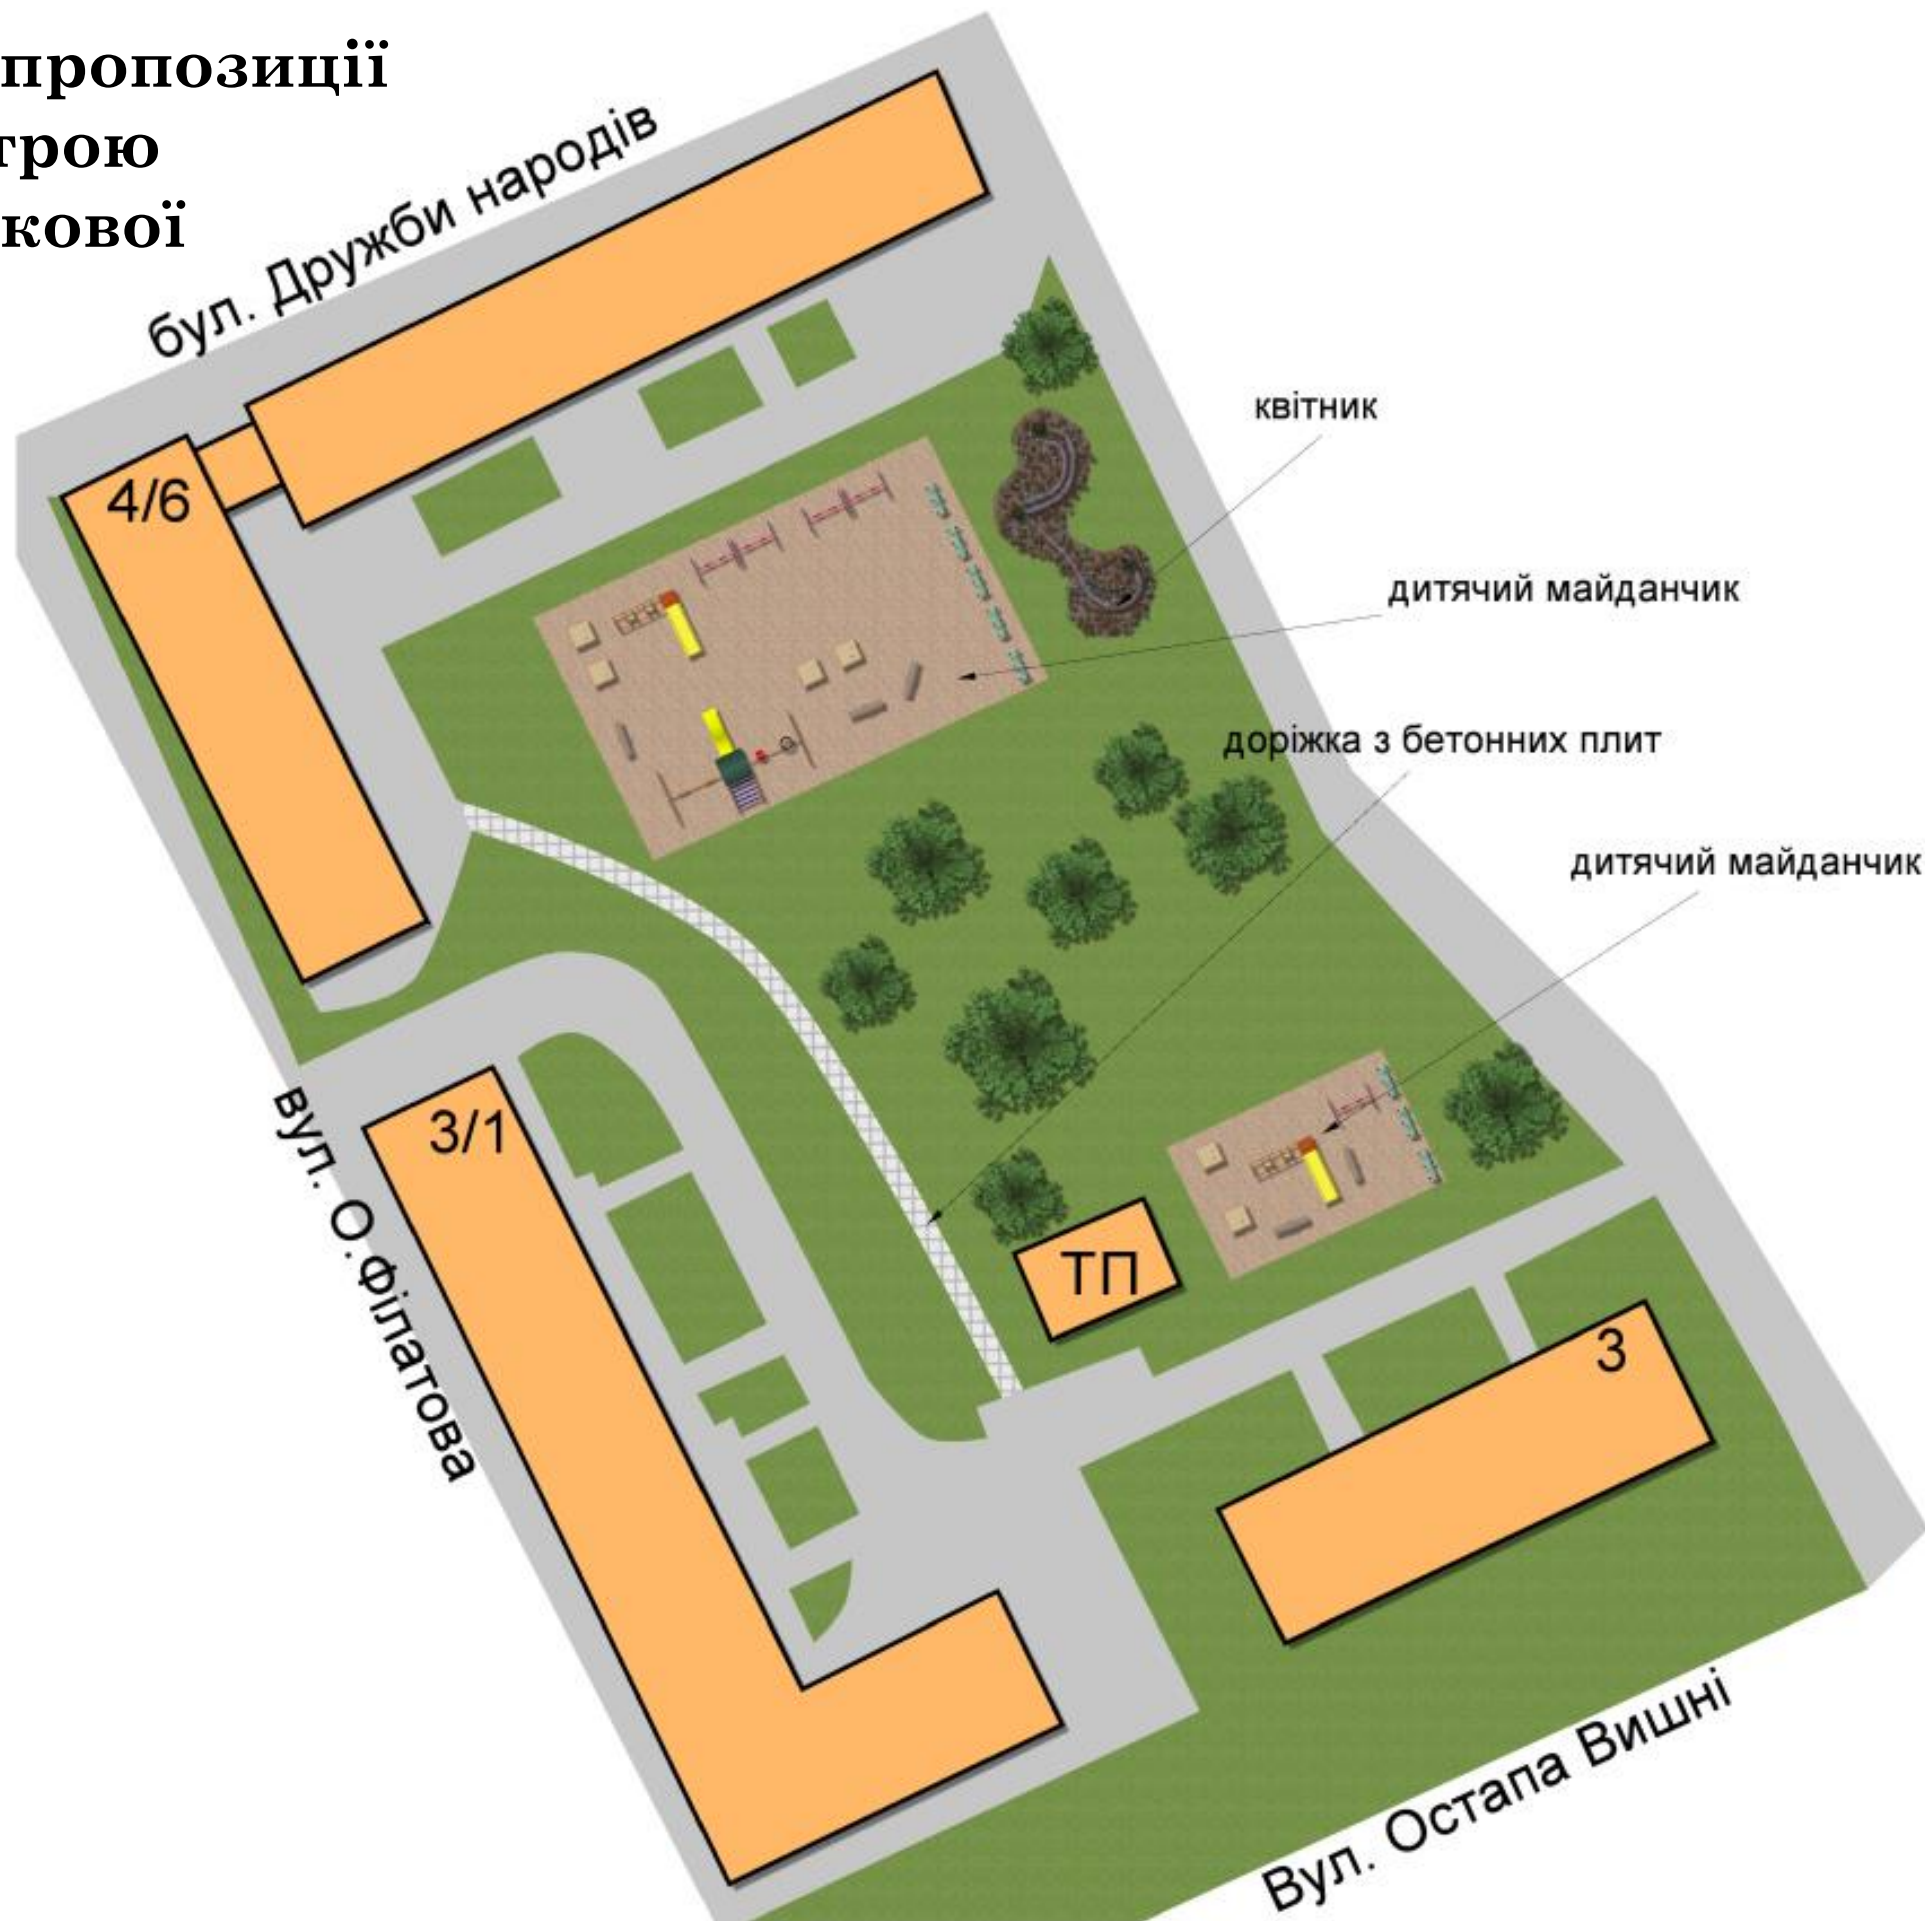 пропозиції
трою
кової
бул. Дружби народів
4/6
квітник
дитячий майданчик
доріжка з бетонних плит
дитячий майданчик
3/1
вул. О.Філатова
ТП
3
Вул. Остапа Вишні